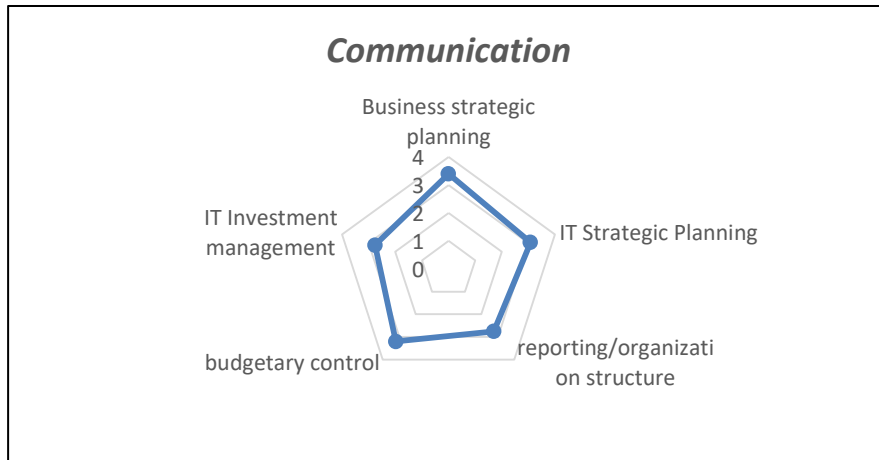 Communication
Business strategic
planning
4
3
2
1
0
IT Strategic Planning
reporting/organizati
on structure
budgetary control
IT Investment
management